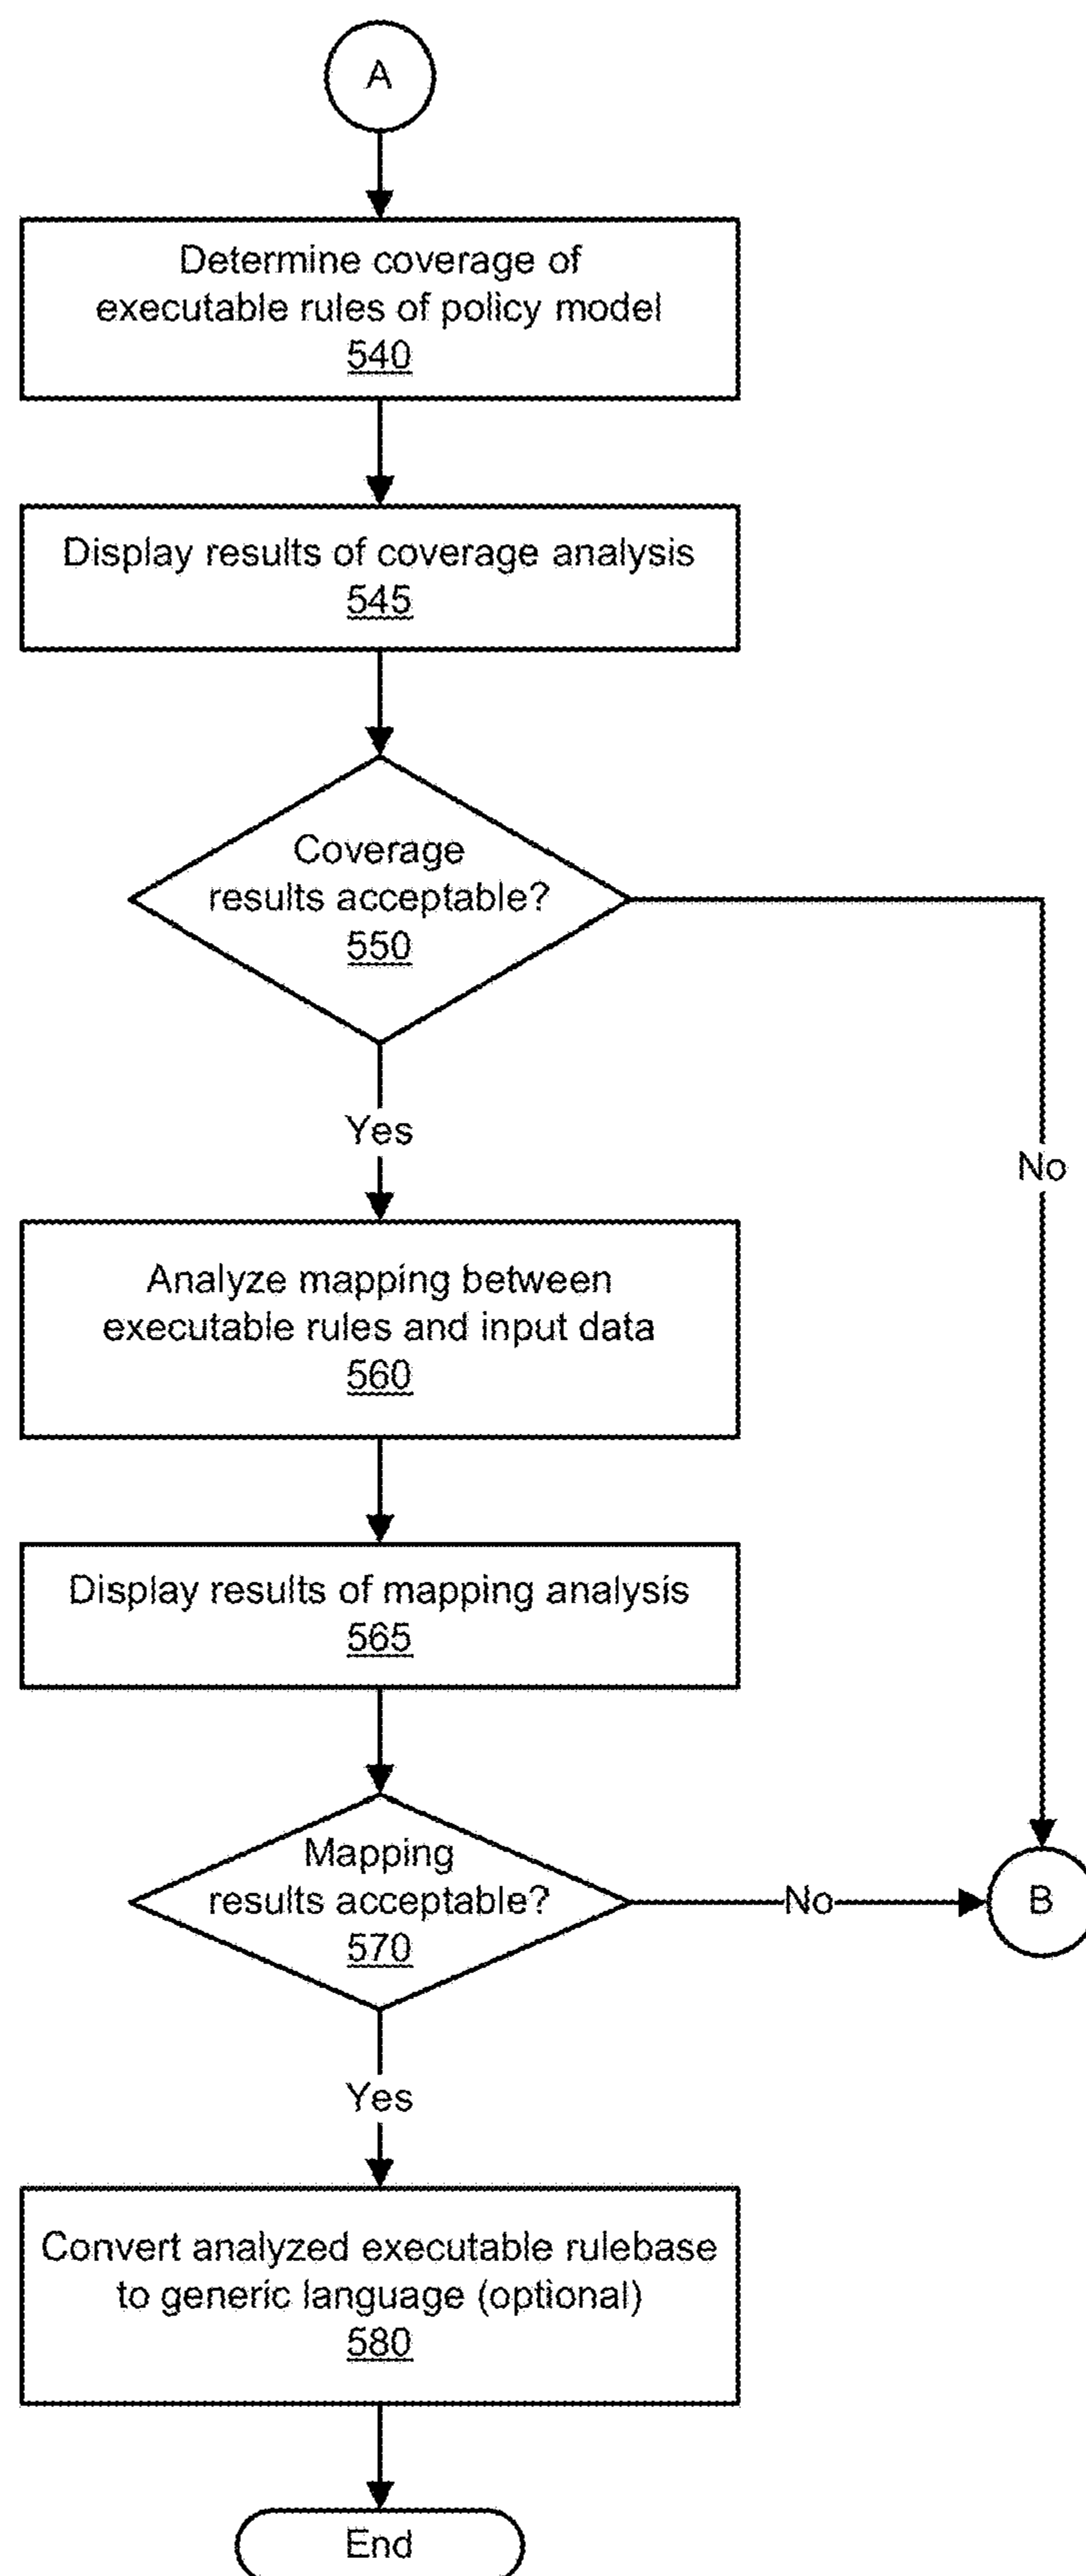 A
Determine coverage of
executable rules of policy model
540
Display results of coverage analysis
545
Coverage
results acceptable?
550
Yes
No
Analyze mapping between
executable rules and input data
560
Display results of mapping analysis
565
Mapping
results acceptable?
570
No
B
Yes
Convert analyzed executable rulebase
to generic language (optional)
580
End